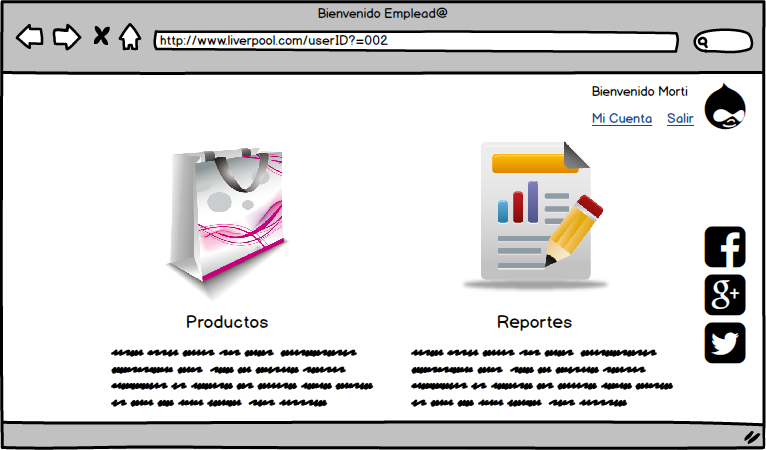 Bienvenido Emplead@
http://www.liverpool.com/userID?=002
Bienvenido Morti
Mi Cuenta Salir
Productos
Reportes